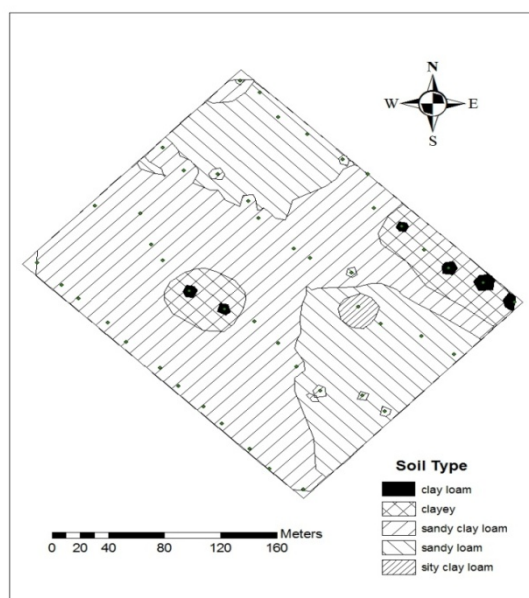 N
W E
S
Soil Type
clay loam
clayey
sandy clay loam
sandy loam
sity clay loam
Meters
0 20 40 80 120 160